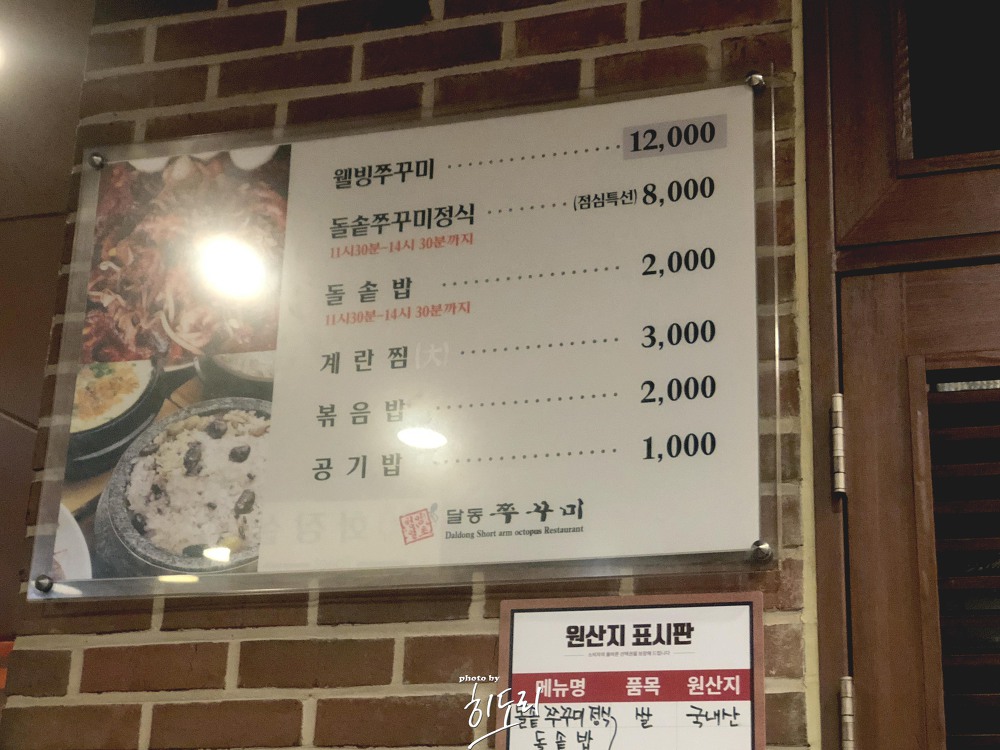 웰빙쭈꾸미 12,000
돌솥쭈꾸미정식 (점심특선) 8,000
11시30분~14시 30분까지
돌솥밥 2,000
11시30분~14시 30분까지
계란찜(大) 3,000
볶음밥 2,000
공기밥 1,000
달동 쭈꾸미
Daldong Short arm octopus Restaurant
원산지 표시판
메뉴명 품목 원산지
돌솥쭈꾸미정식 쌀 국내산
돌솥밥
photo by
히도리